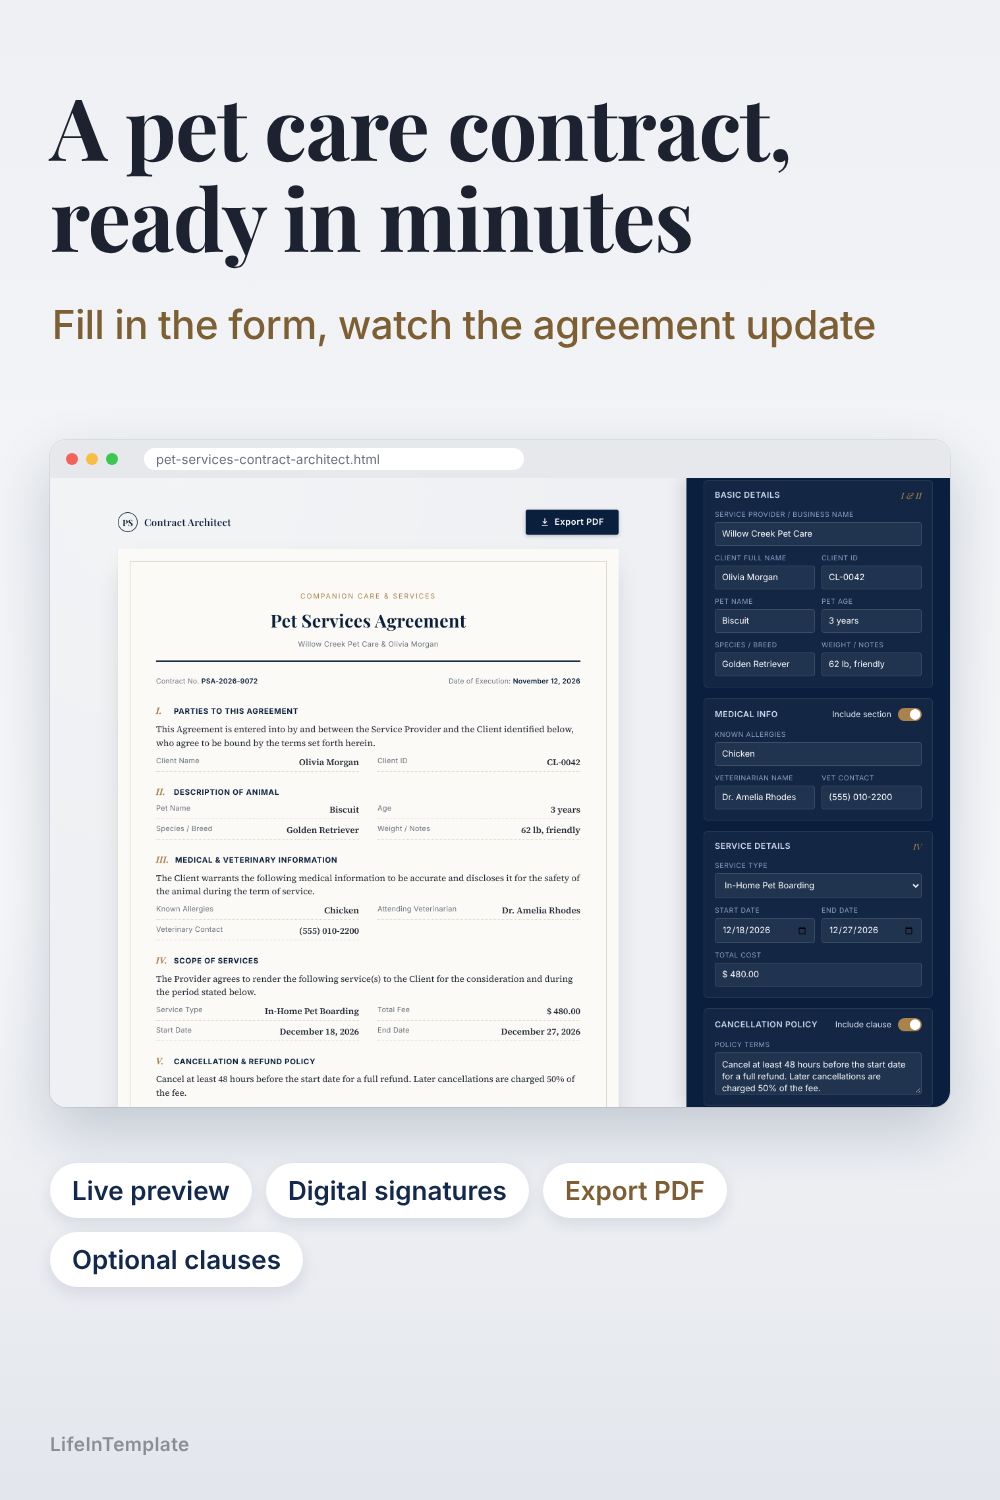 A pet care contract,
ready in minutes
Fill in the form, watch the agreement update
pet-services-contract-architect.html
PS Contract Architect
Export PDF
COMPANION CARE & SERVICES
Pet Services Agreement
Willow Creek Pet Care & Olivia Morgan
Contract No. PSA-2026-9072 Date of Execution: November 12, 2026
I. PARTIES TO THIS AGREEMENT
This Agreement is entered into by and between the Service Provider and the Client identified below,
who agree to be bound by the terms set forth herein.
Client Name Olivia Morgan Client ID CL-0042
II. DESCRIPTION OF ANIMAL
Pet Name Biscuit Age 3 years
Species / Breed Golden Retriever Weight / Notes 62 lb, friendly
III. MEDICAL & VETERINARY INFORMATION
The Client warrants the following medical information to be accurate and discloses it for the safety of
the animal during the term of service.
Known Allergies Chicken Attending Veterinarian Dr. Amelia Rhodes
Veterinary Contact (555) 010-2200
IV. SCOPE OF SERVICES
The Provider agrees to render the following service(s) to the Client for the consideration and during
the period stated below.
Service Type In-Home Pet Boarding Total Fee $ 480.00
Start Date December 18, 2026 End Date December 27, 2026
V. CANCELLATION & REFUND POLICY
Cancel at least 48 hours before the start date for a full refund. Later cancellations are charged 50% of
the fee.
BASIC DETAILS I & II
SERVICE PROVIDER / BUSINESS NAME
Willow Creek Pet Care
CLIENT FULL NAME CLIENT ID
Olivia Morgan CL-0042
PET NAME PET AGE
Biscuit 3 years
SPECIES / BREED WEIGHT / NOTES
Golden Retriever 62 lb, friendly
MEDICAL INFO Include section
KNOWN ALLERGIES
Chicken
VETERINARIAN NAME VET CONTACT
Dr. Amelia Rhodes (555) 010-2200
SERVICE DETAILS IV
SERVICE TYPE
In-Home Pet Boarding
START DATE END DATE
12/18/2026 12/27/2026
TOTAL COST
$ 480.00
CANCELLATION POLICY Include clause
POLICY TERMS
Cancel at least 48 hours before the start date
for a full refund. Later cancellations are
charged 50% of the fee.
Live preview Digital signatures Export PDF
Optional clauses
LifeInTemplate